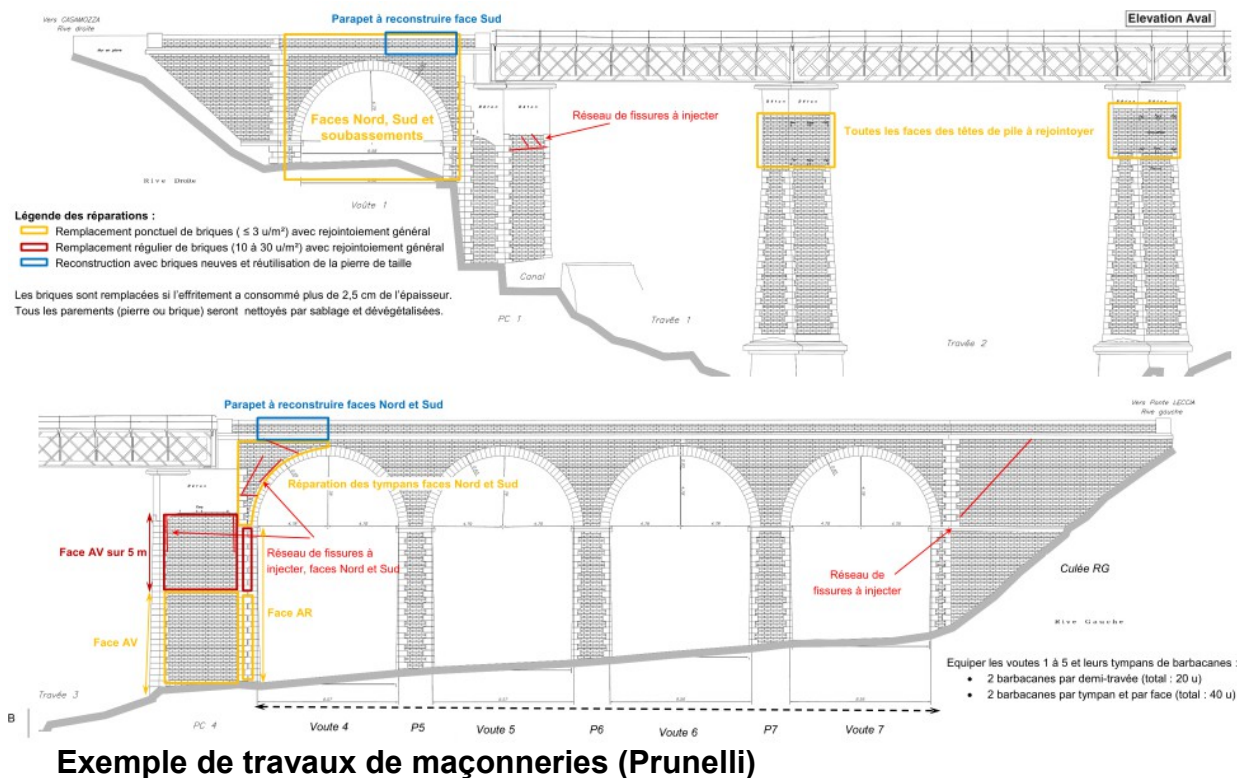 Vers CASAMOZZA
Rive droite
Parapet à reconstruire face Sud
Elevation Aval
Faces Nord, Sud et
soubassements
Béton Béton
Réseau de fissures à injecter
Béton Béton
Toutes les faces des têtes de pile à rejointoyer
Rive Droite
Voûte 1
Légende des réparations :
Remplacement ponctuel de briques ( ≤ 3 u/m²) avec rejointoiement général
Remplacement régulier de briques (10 à 30 u/m²) avec rejointoiement général
Reconstruction avec briques neuves et réutilisation de la pierre de taille
Les briques sont remplacées si l'effritement a consommé plus de 2,5 cm de l'épaisseur.
Tous les parements (pierre ou brique) seront nettoyés par sablage et dévégétalisées.
Canal
PC 1
Travée 1
Travée 2
Parapet à reconstruire faces Nord et Sud
Vers Ponte LECCIA
Rive gauche
Réparation des tympans faces Nord et Sud
Béton
Face AV sur 5 m
Réseau de fissures à
injecter, faces Nord et Sud
Réseau de
fissures à injecter
Culée RG
Face AR
Face AV
Rive Gauche
Equiper les voutes 1 à 5 et leurs tympans de barbacanes :
• 2 barbacanes par demi-travée (total : 20 u)
• 2 barbacanes par tympan et par face (total : 40 u)
Travée 3
B
PC 4
Voute 4
P5
Voute 5
P6
Voute 6
P7
Voute 7
Exemple de travaux de maçonneries (Prunelli)